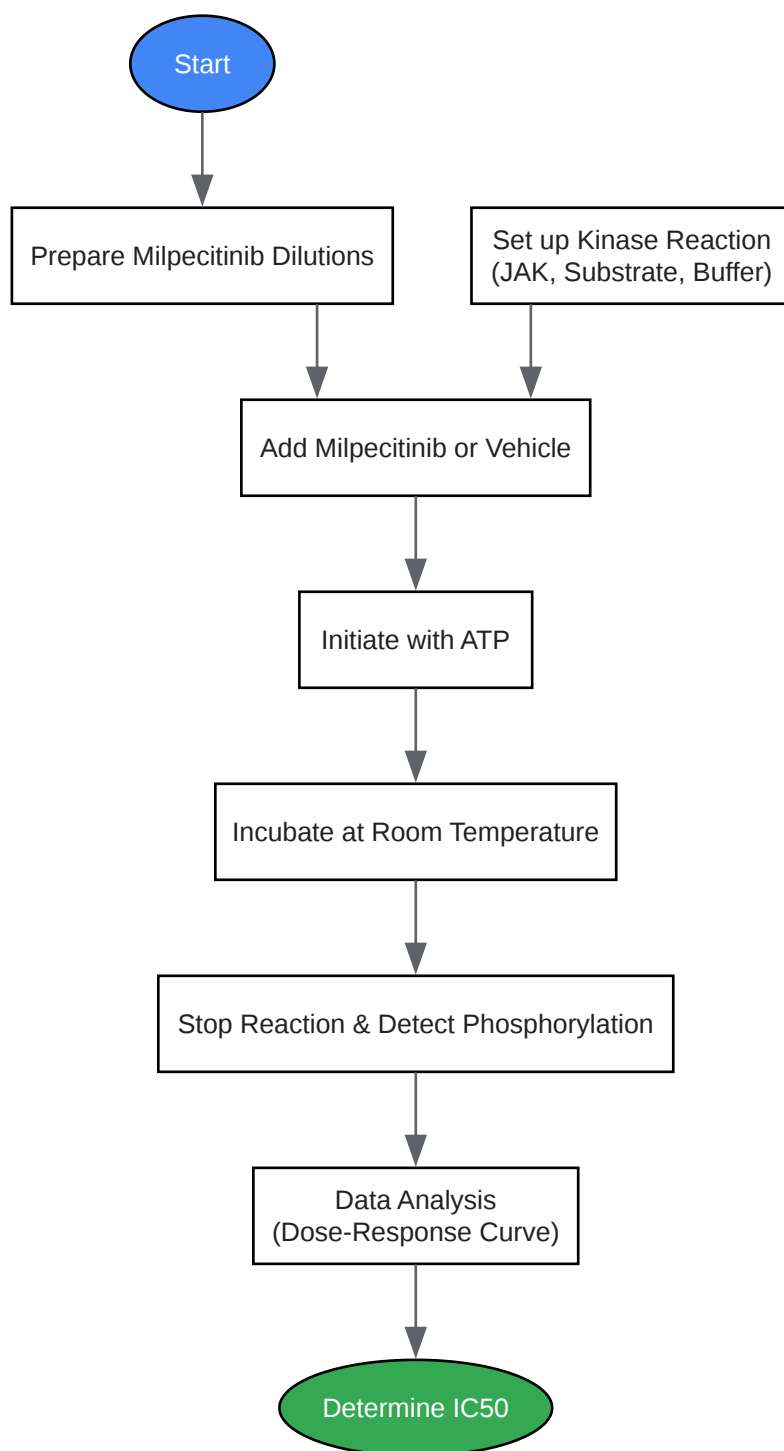 Start
Prepare Milpecitinib Dilutions
Set up Kinase Reaction
(JAK, Substrate, Buffer)
Add Milpecitinib or Vehicle
Initiate with ATP
Incubate at Room Temperature
Stop Reaction & Detect Phosphorylation
Data Analysis
(Dose-Response Curve)
Determine IC50